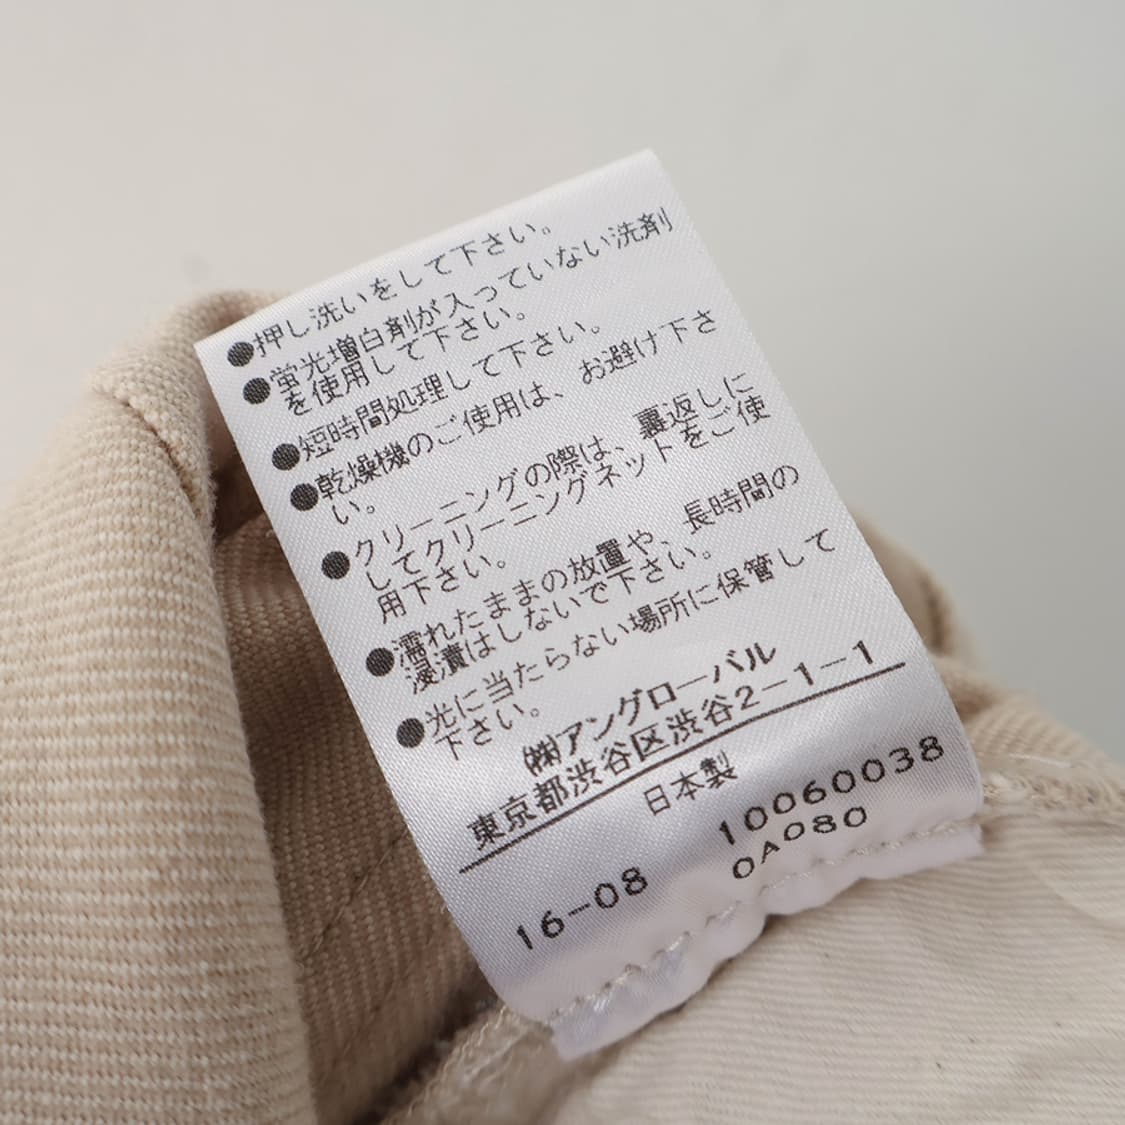 ●押し洗いをして下さい。
●蛍光増白剤が入っていない洗剤
を使用して下さい。
●短時間処理して下さい。
●乾燥機のご使用は、お避け下さ
い。
●クリーニングの際は、裏返しに
してクリーニングネットをご使
用下さい。
●濡れたままの放置や、長時間の
浸漬はしないで下さい。
●光に当たらない場所に保管して
下さい。
㈱アングローバル
東京都渋谷区渋谷2-1-1
日本製
16-08 10060038
0A080